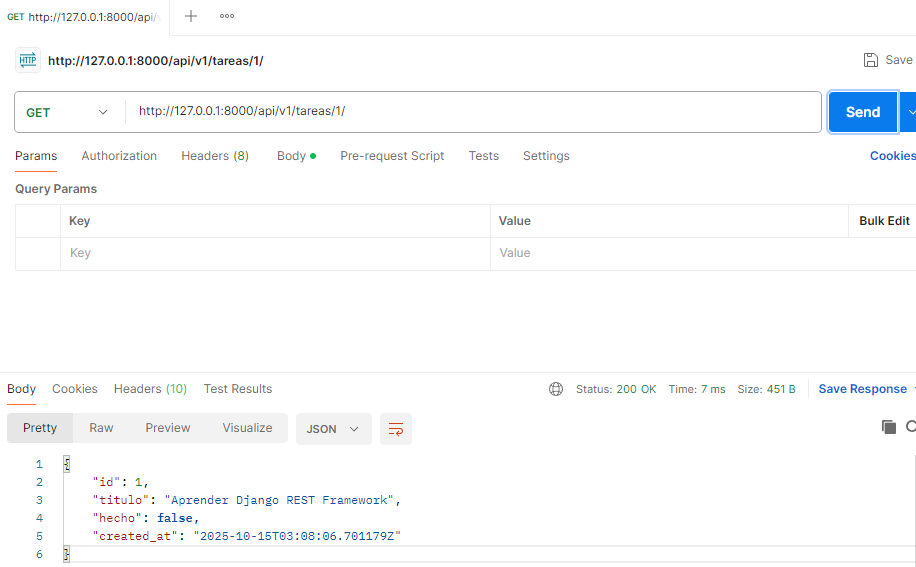 GET http://127.0.0.1:8000/api/v
HTTP http://127.0.0.1:8000/api/v1/tareas/1/ Save
GET http://127.0.0.1:8000/api/v1/tareas/1/ Send
Params Authorization Headers (8) Body Pre-request Script Tests Settings Cookies
Query Params
Key Value Bulk Edit
Key Value
Body Cookies Headers (10) Test Results Status: 200 OK Time: 7 ms Size: 451 B Save Response
Pretty Raw Preview Visualize JSON
1 {
2 "id": 1,
3 "titulo": "Aprender Django REST Framework",
4 "hecho": false,
5 "created_at": "2025-10-15T03:08:06.701179Z"
6 }